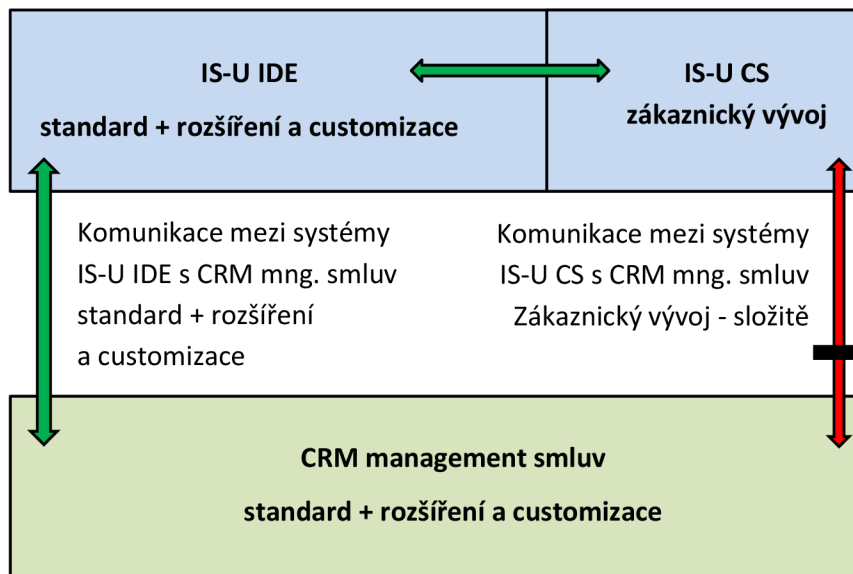 IS-U IDE
standard + rozšíření a customizace
IS-U CS
zákaznický vývoj
Komunikace mezi systémy
IS-U IDE s CRM mng. smluv
standard + rozšíření
a customizace
Komunikace mezi systémy
IS-U CS s CRM mng. smluv
Zákaznický vývoj - složitě
CRM management smluv
standard + rozšíření a customizace